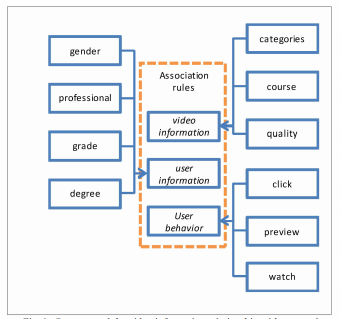 gender
professional
grade
degree
Association
rules
video
information
user
information
User
behavior
categories
course
quality
click
preview
watch